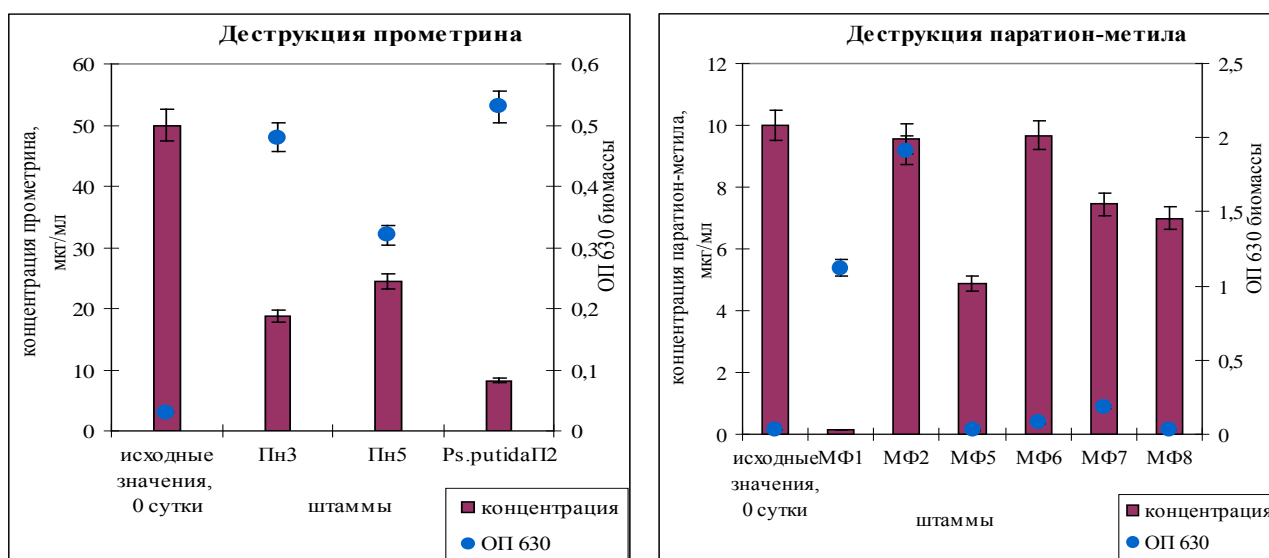 Деструкция прометрина
концентрация прометрина,
мкг/мл
60
50
40
30
20
10
0
0,6
0,5
0,4
0,3
0,2
0,1
0
ОП 630 биомассы
исходные
значения,
0 сутки
Пн3
Пн5
Ps.putidaП2
штаммы
концентрация
ОП 630
Деструкция паратион-метила
концентрация паратион-метила,
мкг/мл
12
10
8
6
4
2
0
2,5
2
1,5
1
0,5
0
ОП 630 биомассы
исходные
значения,
0 сутки
МФ1
МФ2
МФ5
МФ6
МФ7
МФ8
штаммы
концентрация
ОП 630